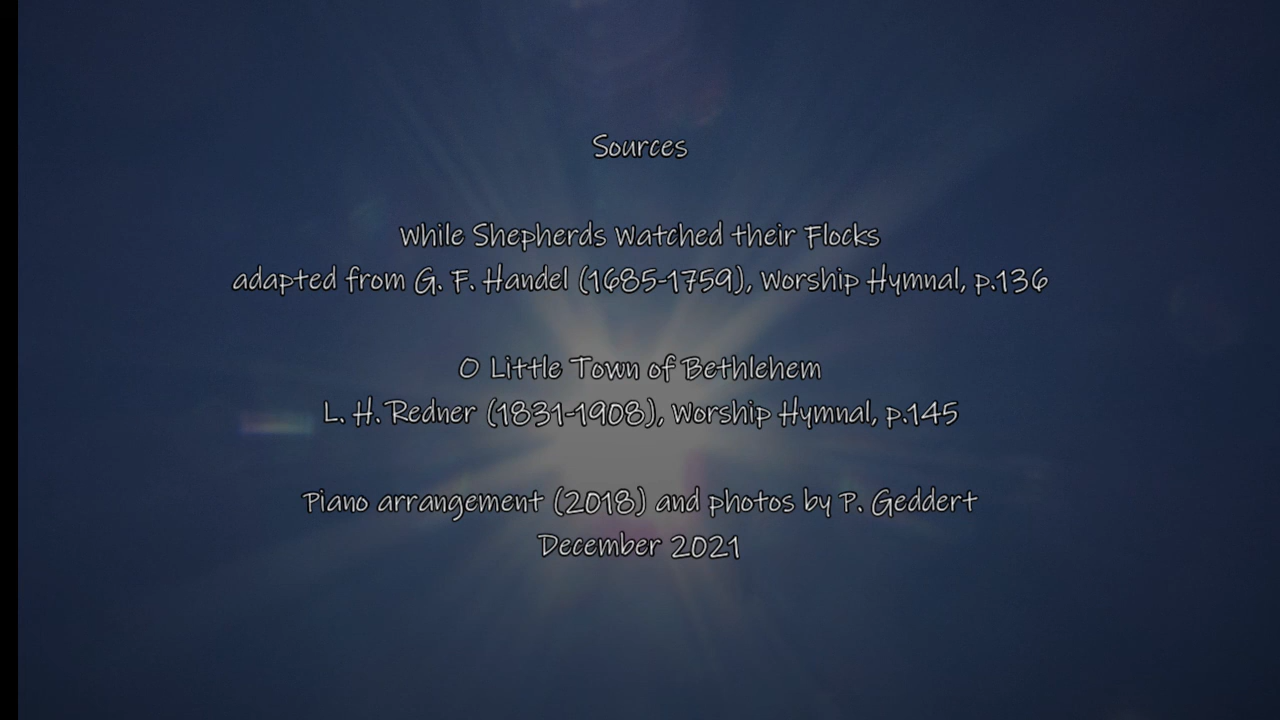 Sources
While Shepherds Watched their Flocks
adapted from G. F. Handel (1685-1759), Worship Hymnal, p.136
O Little Town of Bethlehem
L. H. Redner (1831-1908), Worship Hymnal, p.145
Piano arrangement (2018) and photos by P. Geddert
December 2021